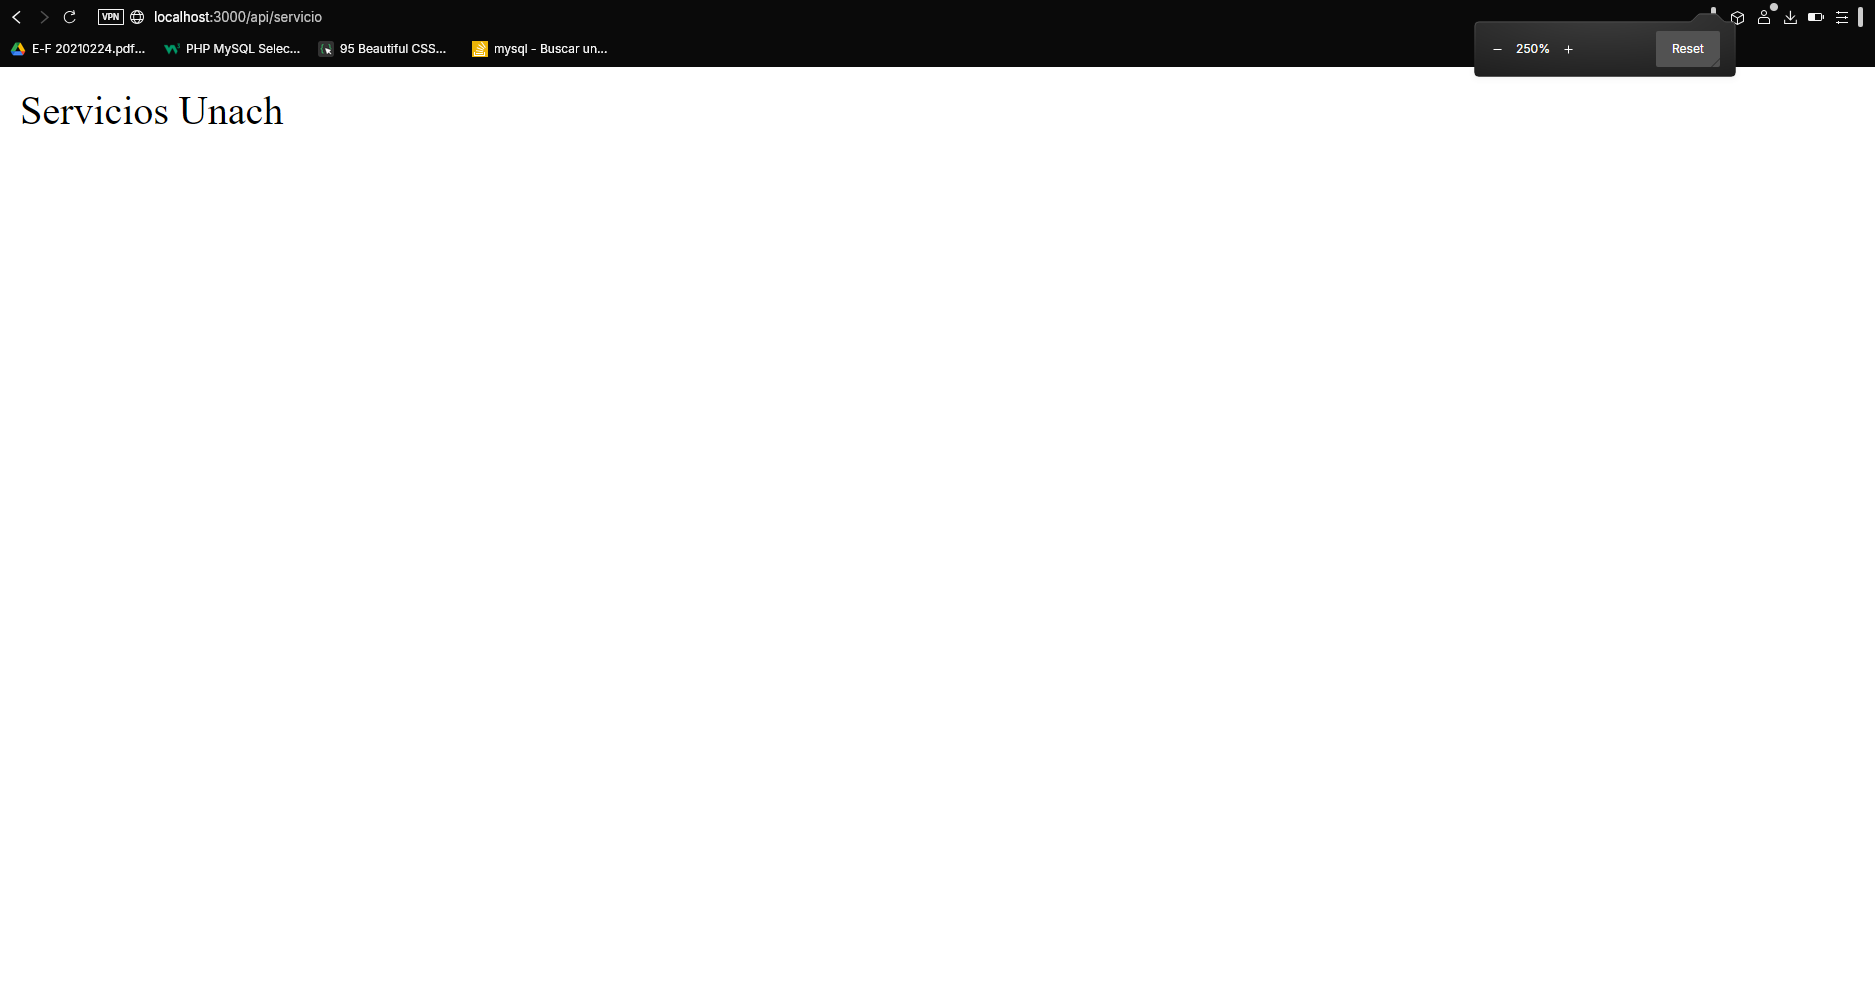 VPN localhost:3000/api/servicio
E-F 20210224.pdf... PHP MySQL Selec... 95 Beautiful CSS... mysql - Buscar un...
− 250% + Reset
Servicios Unach